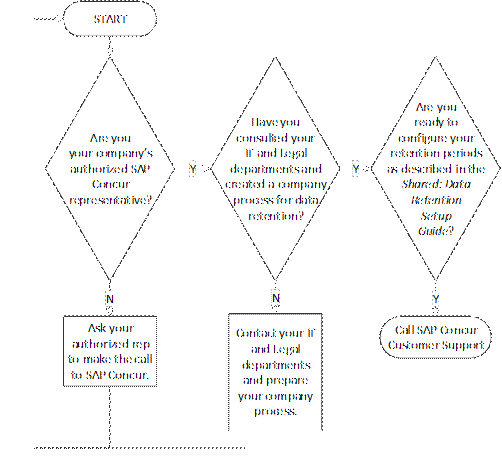 START
Are you
your company's
authorized SAP
Concur
representative?
Y
Have you
consulted your
IT and Legal
departments and
created a company
process for data
retention?
Y
Are you
ready to
configure your
retention periods
as described in the
Shared: Data
Retention
Setup
Guide?
N
N
Y
Ask your
authorized rep
to make the call
to SAP Concur.
Contact your IT
and Legal
departments
and prepare
your company
process.
Call SAP Concur
Customer Support